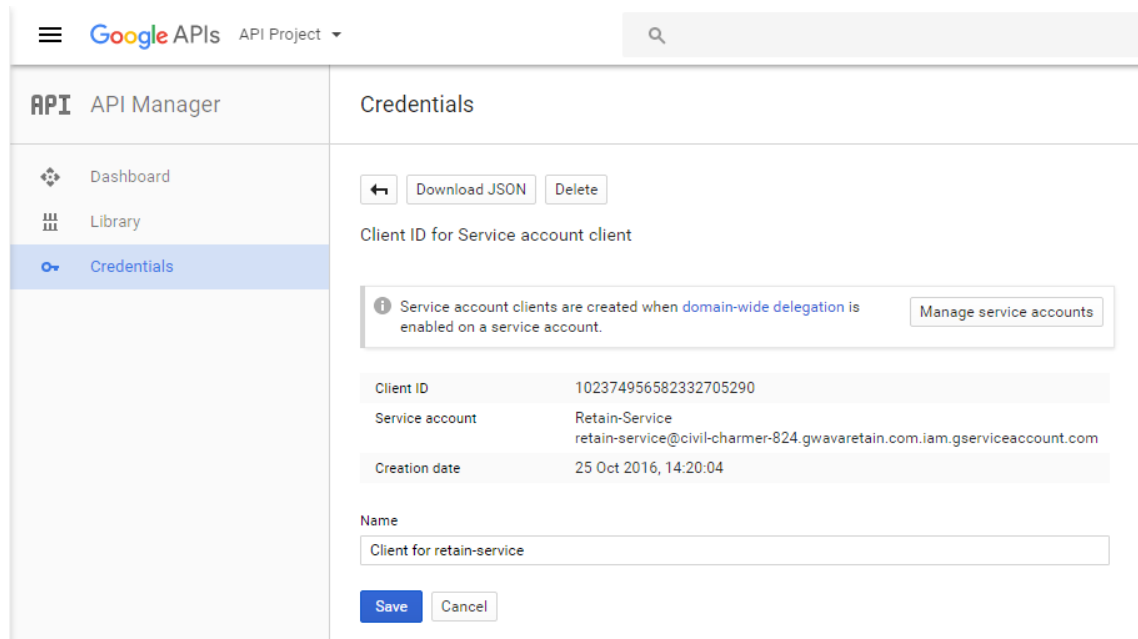 Google APIs API Project
API API Manager
Credentials
Dashboard
Library
Credentials
Download JSON Delete
Client ID for Service account client
Service account clients are created when domain-wide delegation is
enabled on a service account.
Manage service accounts
Client ID 102374956582332705290
Service account Retain-Service
retain-service@civil-charmer-824.gwavaretain.com.iam.gserviceaccount.com
Creation date 25 Oct 2016, 14:20:04
Name
Client for retain-service
Save Cancel